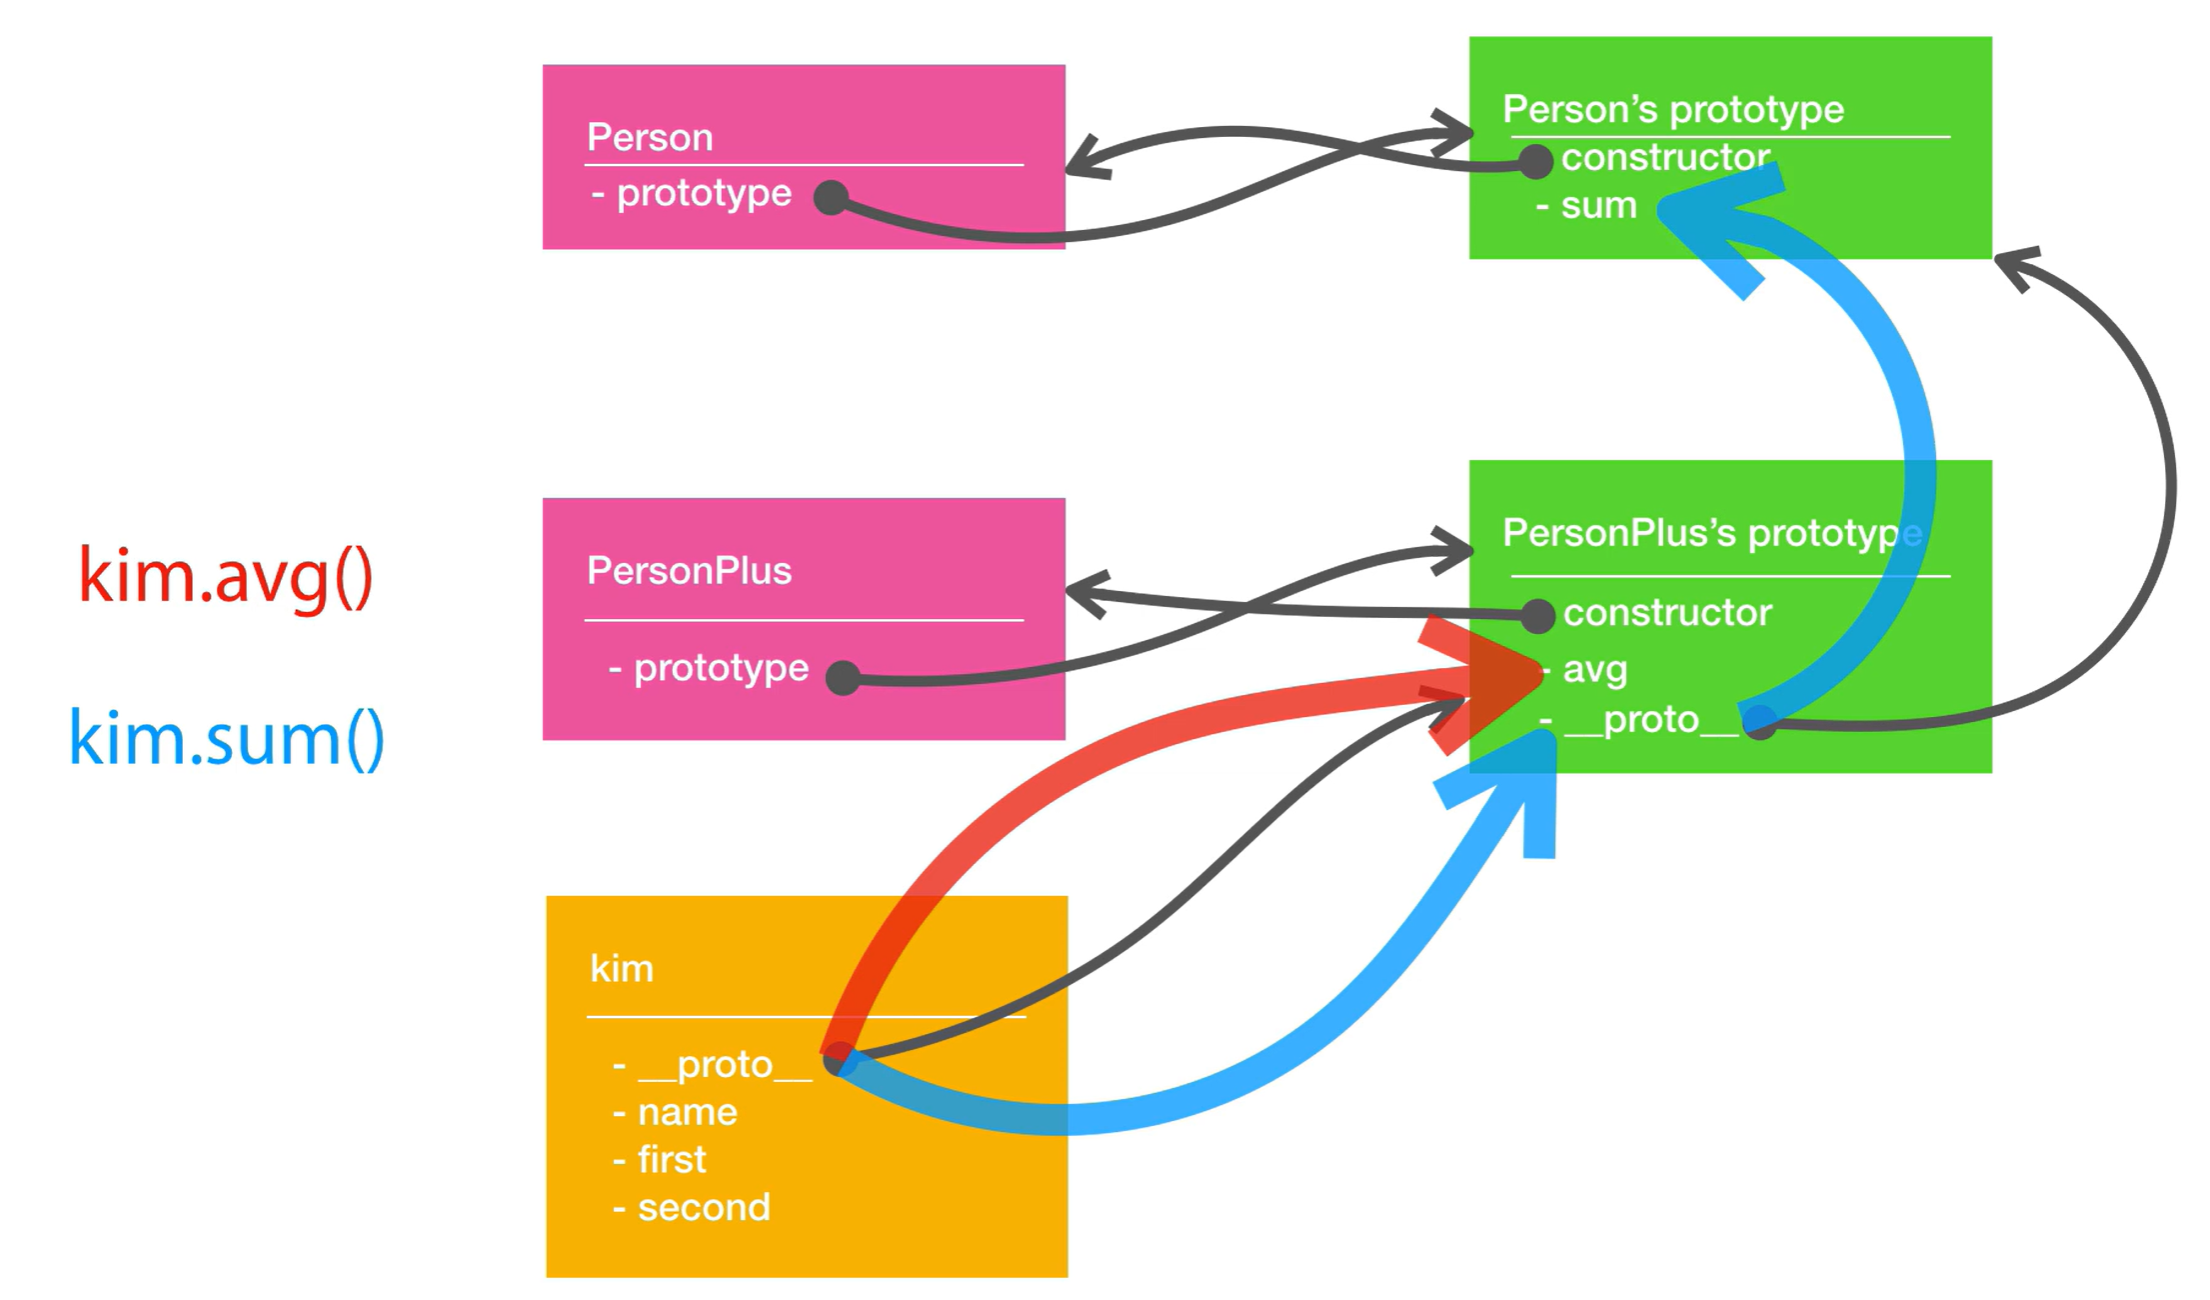 Person
- prototype
Person’s prototype
constructor
- sum
kim.avg()
kim.sum()
PersonPlus
- prototype
PersonPlus’s prototype
constructor
- avg
- __proto__
kim
- __proto__
- name
- first
- second